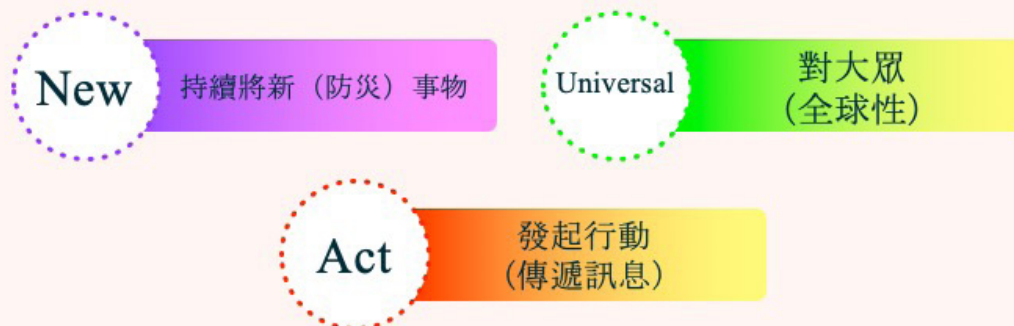 New
持續將新（防災）事物
Universal
對大眾
(全球性)
Act
發起行動
(傳遞訊息)